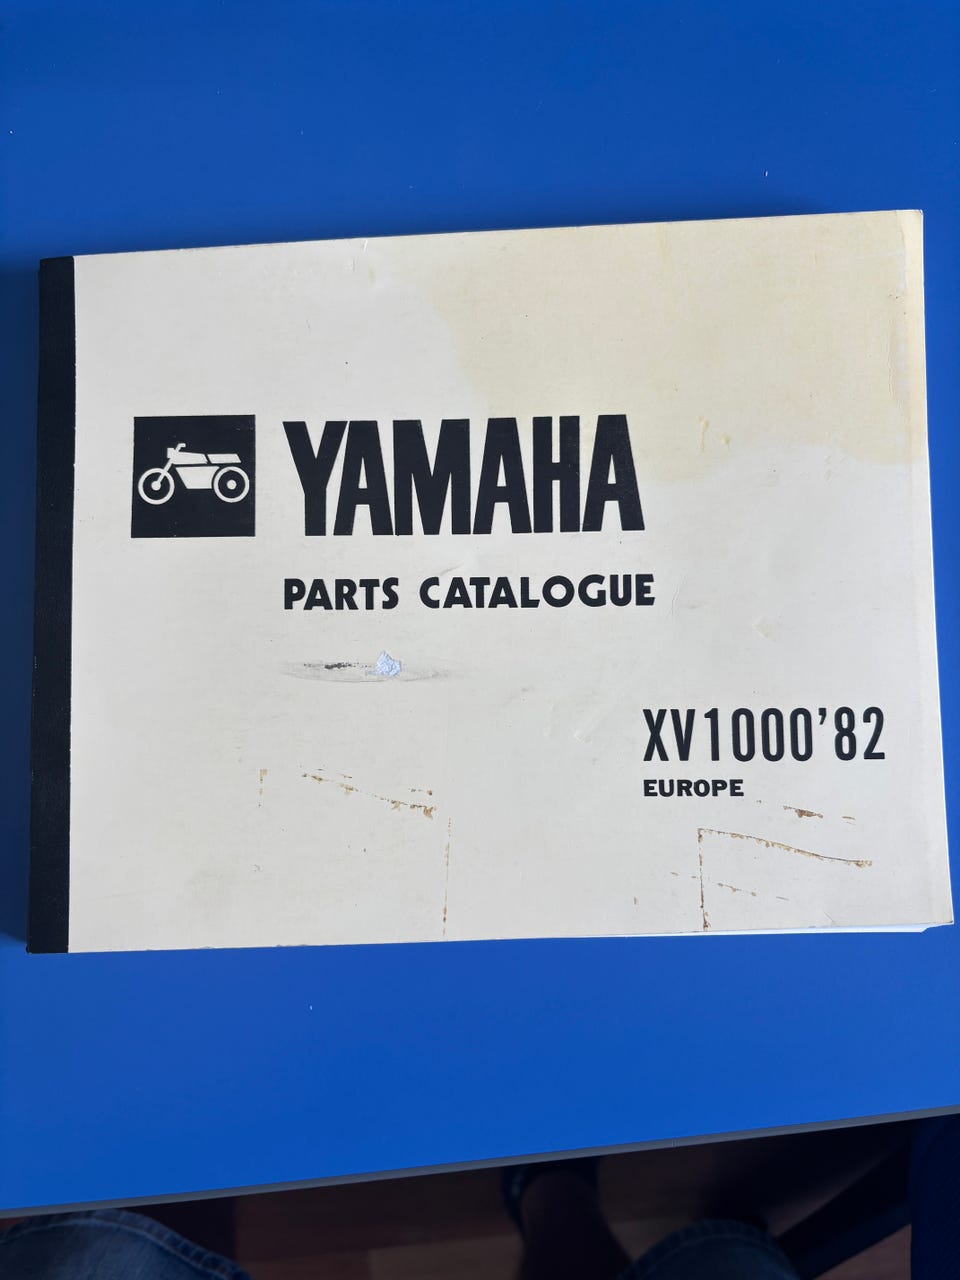 YAMAHA
PARTS CATALOGUE
XV1000'82
EUROPE